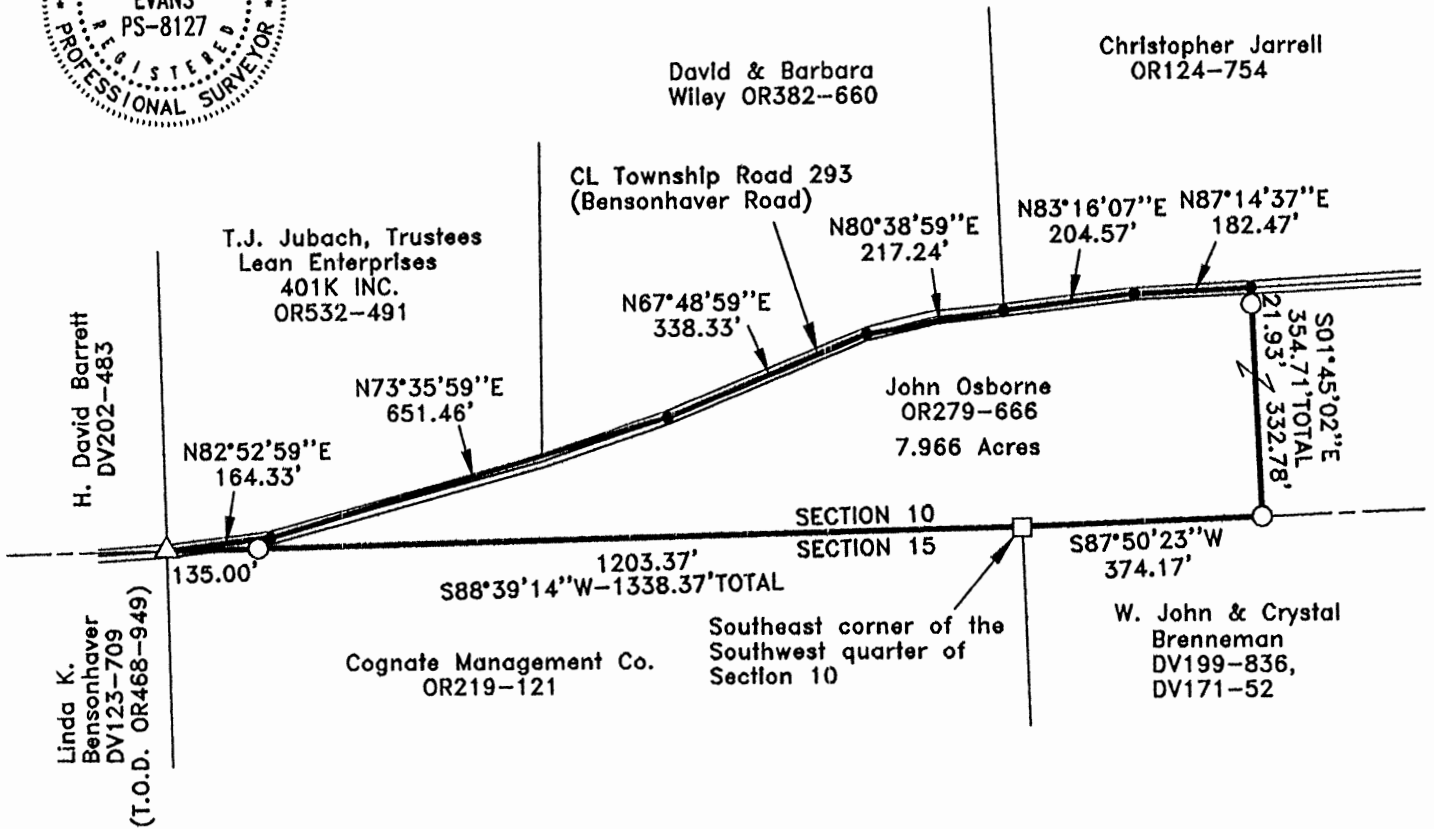 EVANS
PS-8127
REGISTERED
PROFESSIONAL SURVEYOR
Christopher Jarrell
OR124-754
David & Barbara
Wiley OR382-660
CL Township Road 293
(Bensonhaver Road)
T.J. Jubach, Trustees
Lean Enterprises
401K INC.
OR532-491
N80°38'59''E
217.24'
N83°16'07''E
204.57'
N87°14'37''E
182.47'
N67°48'59''E
338.33'
N73°35'59''E
651.46'
N82°52'59''E
164.33'
H. David Barrett
DV202-483
John Osborne
OR279-666
7.966 Acres
S01°45'02''E
354.71'TOTAL
21.93' 332.78'
SECTION 10
SECTION 15
135.00'
1203.37'
S88°39'14''W-1338.37'TOTAL
S87°50'23''W
374.17'
Southeast corner of the
Southwest quarter of
Section 10
W. John & Crystal
Brenneman
DV199-836,
DV171-52
Cognate Management Co.
OR219-121
Linda K.
Bensonhaver
DV123-709
(T.O.D. OR468-949)